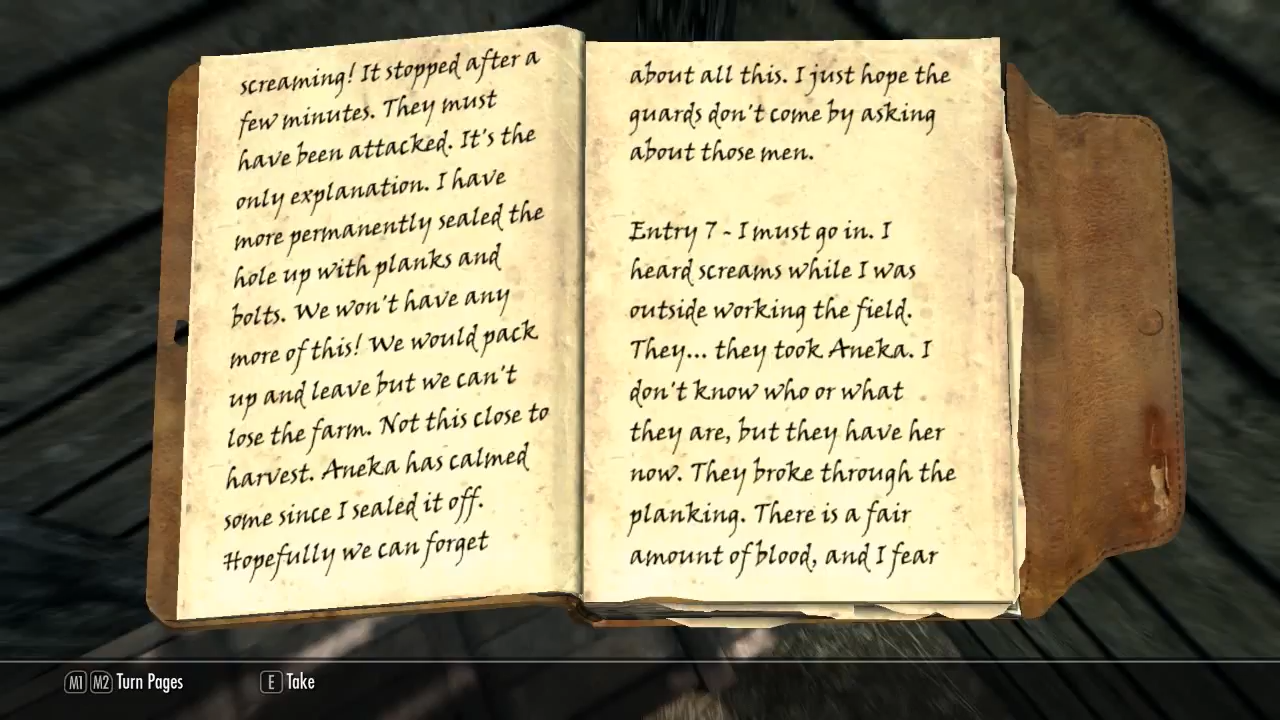 screaming! It stopped after a
few minutes. They must
have been attacked. It's the
only explanation. I have
more permanently sealed the
hole up with planks and
bolts. We won't have any
more of this! We would pack
up and leave but we can't
lose the farm. Not this close to
harvest. Aneka has calmed
some since I sealed it off.
Hopefully we can forget
about all this. I just hope the
guards don't come by asking
about those men.
Entry 7 - I must go in. I
heard screams while I was
outside working the field.
They... they took Aneka. I
don't know who or what
they are, but they have her
now. They broke through the
planking. There is a fair
amount of blood, and I fear
M1 M2 Turn Pages E Take